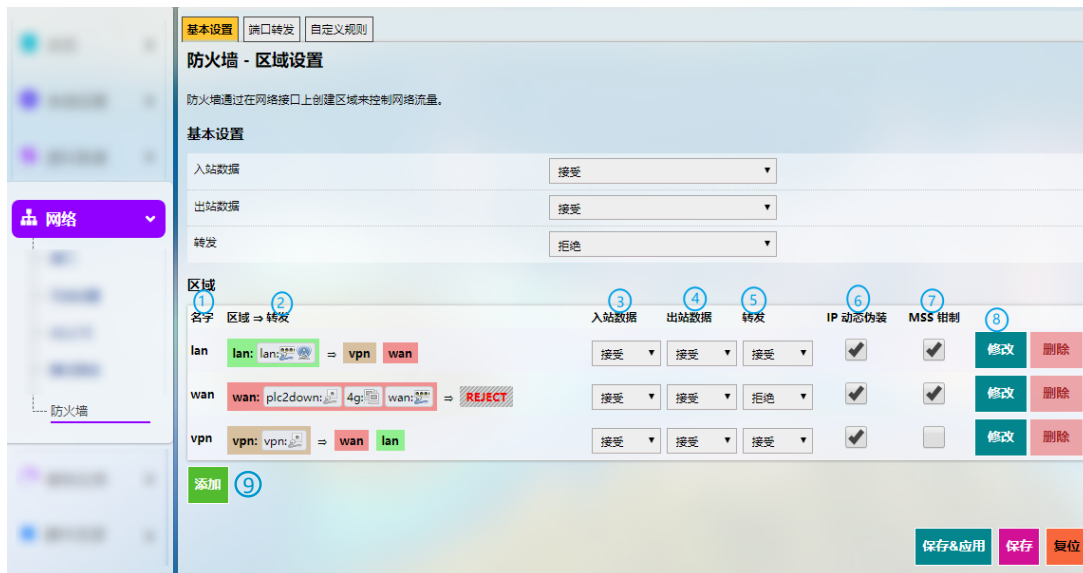 基本设置 端口转发 自定义规则
防火墙 - 区域设置
防火墙通过在网络接口上创建区域来控制网络流量。
基本设置
入站数据 接受
出站数据 接受
网络
转发 拒绝
区域
1 2 3 4 5 6 7 8
名字 区域 ⇒ 转发 入站数据 出站数据 转发 IP 动态伪装 MSS 钳制
lan lan: lan: ⇒ vpn wan 接受 接受 接受 修改 删除
wan wan: plc2down: 4g: wan: ⇒ REJECT 接受 接受 拒绝 修改 删除
防火墙
vpn vpn: vpn: ⇒ wan lan 接受 接受 接受 修改 删除
添加 9
保存&应用 保存 复位